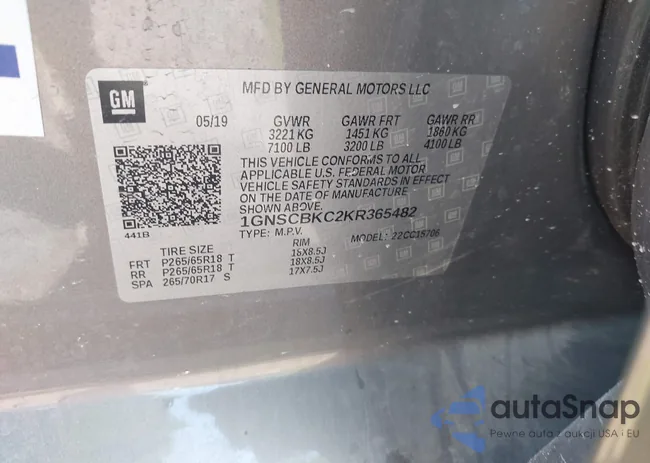 GM
MFD BY GENERAL MOTORS LLC
05/19 GVWR GAWR FRT GAWR RR
3221 KG 1451 KG 1860 KG
7100 LB 3200 LB 4100 LB
THIS VEHICLE CONFORMS TO ALL
APPLICABLE U.S. FEDERAL MOTOR
VEHICLE SAFETY STANDARDS IN EFFECT
ON THE DATE OF MANUFACTURE
SHOWN ABOVE.
1GNSCBKC2KR365482
441B TYPE: M.P.V. MODEL: 22CC15706
TIRE SIZE RIM
FRT P265/65R18 T 18X8.5J
RR P265/65R18 T 18X8.5J
SPA 265/70R17 S 17X7.5J
autaSnap
Pewne auta z aukcji USA i EU